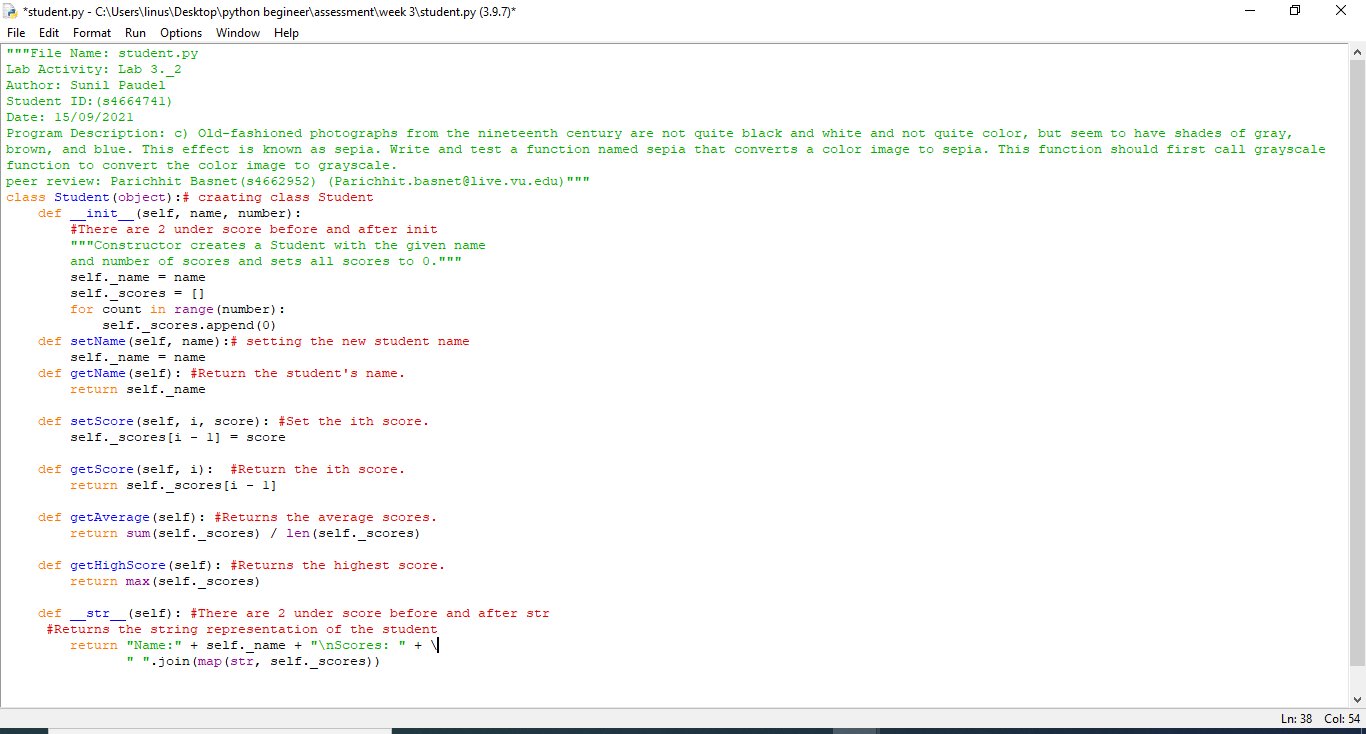 *student.py - C:\Users\linus\Desktop\python begineer\assessment\week 3\student.py (3.9.7)*
File Edit Format Run Options Window Help
"""File Name: student.py
Lab Activity: Lab 3._2
Author: Sunil Paudel
Student ID:(s4664741)
Date: 15/09/2021
Program Description: c) Old-fashioned photographs from the nineteenth century are not quite black and white and not quite color, but seem to have shades of gray,
brown, and blue. This effect is known as sepia. Write and test a function named sepia that converts a color image to sepia. This function should first call grayscale
function to convert the color image to grayscale.
peer review: Parichhit Basnet(s4662952) (Parichhit.basnet@live.vu.edu)"""
class Student(object):# craating class Student
    def __init__(self, name, number):
        #There are 2 under score before and after init
        """Constructor creates a Student with the given name
        and number of scores and sets all scores to 0."""
        self._name = name
        self._scores = []
        for count in range(number):
            self._scores.append(0)
    def setName(self, name):# setting the new student name
        self._name = name
    def getName(self): #Return the student's name.
        return self._name

    def setScore(self, i, score): #Set the ith score.
        self._scores[i - 1] = score

    def getScore(self, i):  #Return the ith score.
        return self._scores[i - 1]

    def getAverage(self): #Returns the average scores.
        return sum(self._scores) / len(self._scores)

    def getHighScore(self): #Returns the highest score.
        return max(self._scores)

    def __str__(self): #There are 2 under score before and after str
     #Returns the string representation of the student
        return "Name:" + self._name + "\nScores: " + \
               " ".join(map(str, self._scores))
Ln: 38 Col: 54